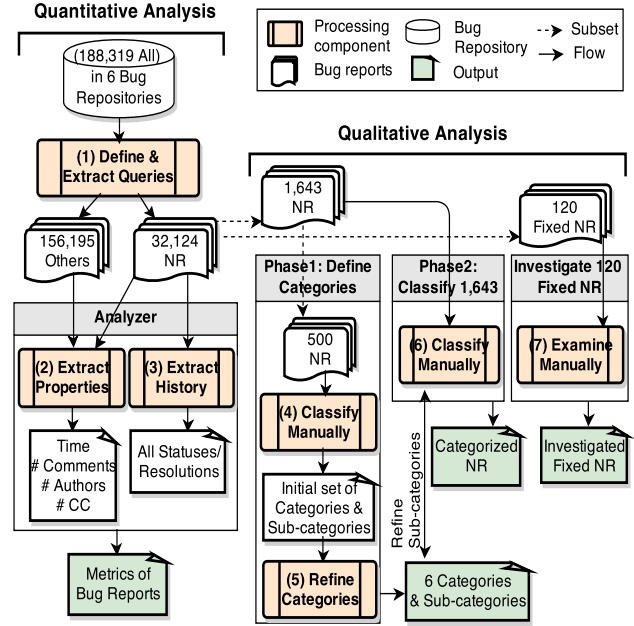 Quantitative Analysis
(188,319 All)
in 6 Bug
Repositories
(1) Define &
Extract Queries
156,195
Others
32,124
NR
Analyzer
(2) Extract
Properties
(3) Extract
History
Time
# Comments
# Authors
# CC
All Statuses/
Resolutions
Metrics of
Bug Reports
Processing
component
Bug reports
Bug
Repository
Output
Subset
Flow
Qualitative Analysis
1,643
NR
120
Fixed NR
Phase1: Define
Categories
500
NR
(4) Classify
Manually
Initial set of
Categories &
Sub-categories
(5) Refine
Categories
Phase2:
Classify 1,643
(6) Classify
Manually
Categorized
NR
Refine
Sub-categories
6 Categories
& Sub-categories
Investigate 120
Fixed NR
(7) Examine
Manually
Investigated
Fixed NR